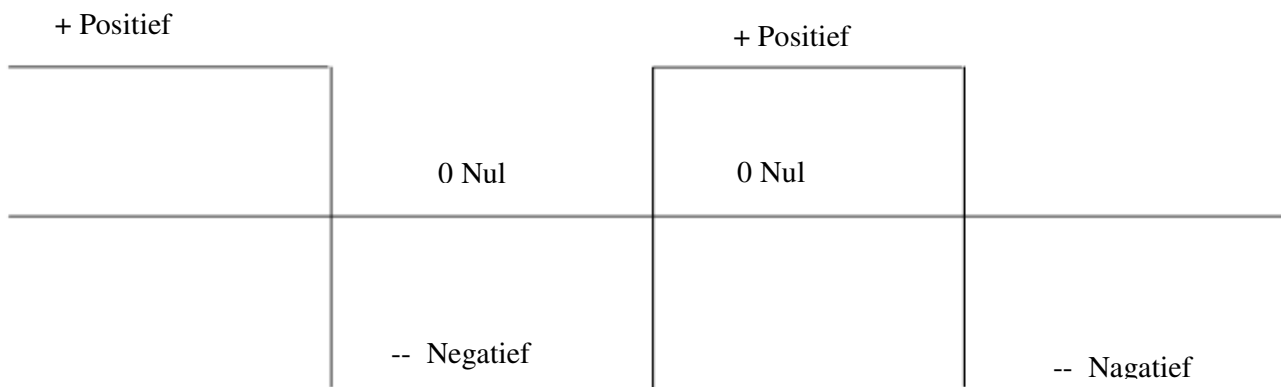 + Positief
+ Positief
0 Nul
0 Nul
-- Negatief
-- Nagatief